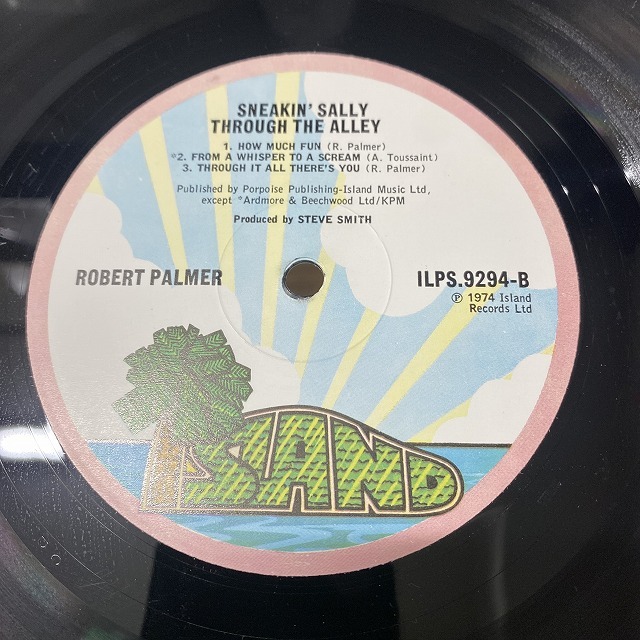 SNEAKIN' SALLY
THROUGH THE ALLEY
1. HOW MUCH FUN (R. Palmer)
*2. FROM A WHISPER TO A SCREAM (A. Toussaint)
3. THROUGH IT ALL THERE'S YOU (R. Palmer)
Published by Porpoise Publishing-Island Music Ltd,
except *Ardmore & Beechwood Ltd/KPM
Produced by STEVE SMITH
ROBERT PALMER
ILPS.9294-B
℗ 1974 Island
Records Ltd
ISLAND